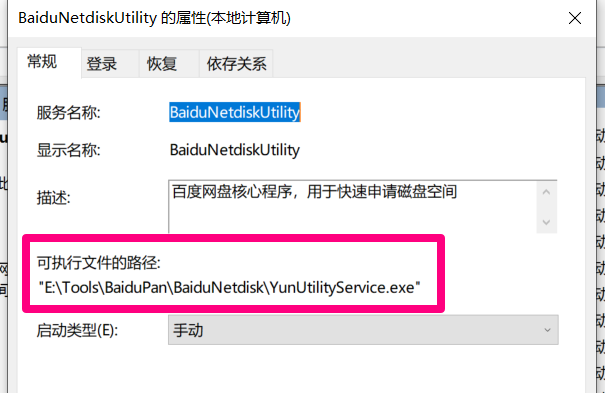 BaiduNetdiskUtility 的属性(本地计算机)
常规 登录 恢复 依存关系
服务名称: BaiduNetdiskUtility
显示名称: BaiduNetdiskUtility
描述: 百度网盘核心程序，用于快速申请磁盘空间
可执行文件的路径:
"E:\Tools\BaiduPan\BaiduNetdisk\YunUtilityService.exe"
启动类型(E): 手动